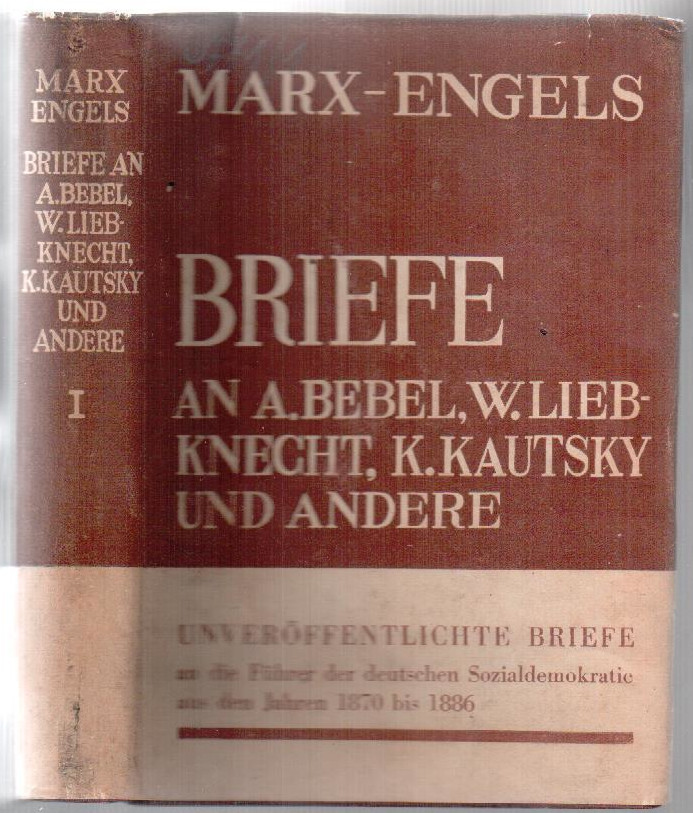 MARX
ENGELS
BRIEFE AN
A.BEBEL,
W.LIEB-
KNECHT,
K.KAUTSKY
UND
ANDERE
I
MARX-ENGELS
BRIEFE
AN A.BEBEL, W.LIEB-
KNECHT, K.KAUTSKY
UND ANDERE
UNVERÖFFENTLICHTE BRIEFE
an die Führer der deutschen Sozialdemokratie
aus den Jahren 1870 bis 1886